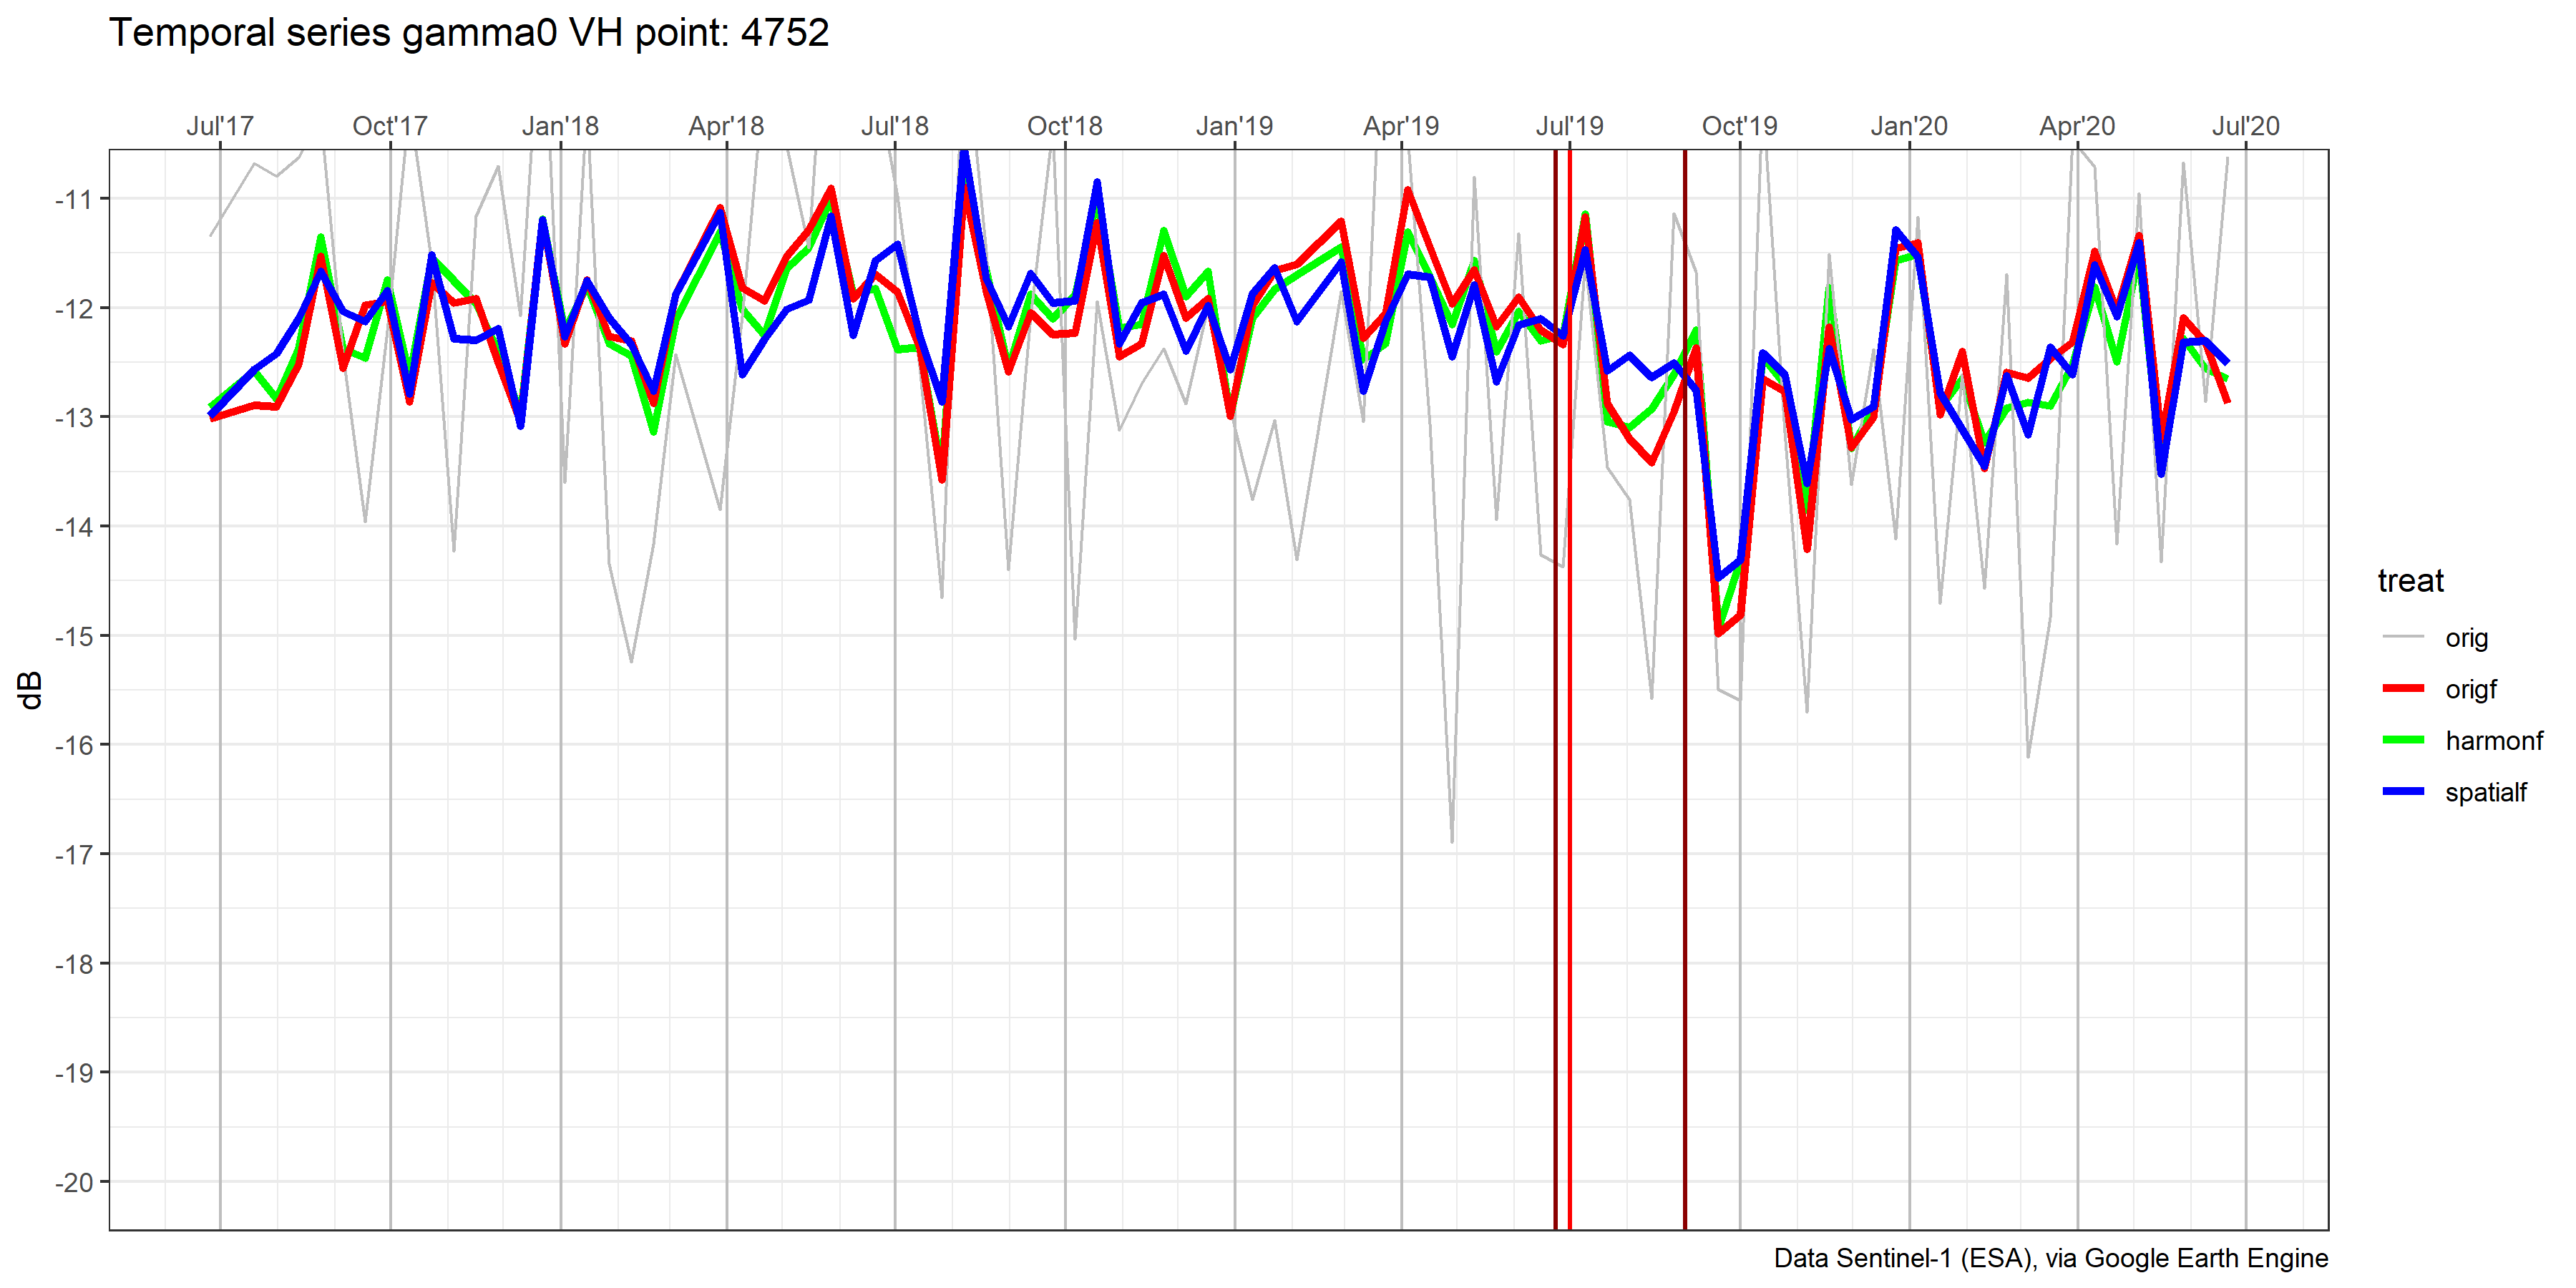 Temporal series gamma0 VH point: 4752
Jul'17 Oct'17 Jan'18 Apr'18 Jul'18 Oct'18 Jan'19 Apr'19 Jul'19 Oct'19 Jan'20 Apr'20 Jul'20
-11
-12
-13
-14
-15
-16
-17
-18
-19
-20
dB
treat
orig
origf
harmonf
spatialf
Data Sentinel-1 (ESA), via Google Earth Engine